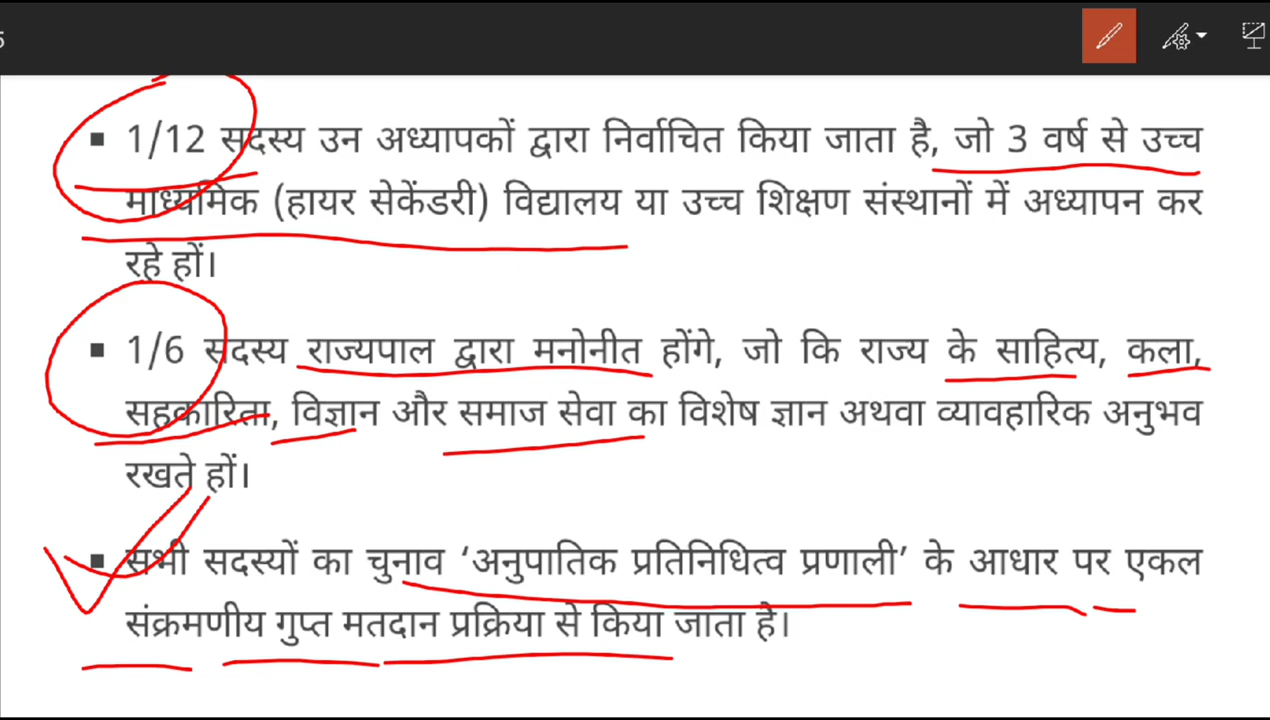 5
▪ 1/12 सदस्य उन अध्यापकों द्वारा निर्वाचित किया जाता है, जो 3 वर्ष से उच्च
माध्यमिक (हायर सेकेंडरी) विद्यालय या उच्च शिक्षण संस्थानों में अध्यापन कर
रहे हों।
▪ 1/6 सदस्य राज्यपाल द्वारा मनोनीत होंगे, जो कि राज्य के साहित्य, कला,
सहकारिता, विज्ञान और समाज सेवा का विशेष ज्ञान अथवा व्यावहारिक अनुभव
रखते हों।
▪ सभी सदस्यों का चुनाव ‘अनुपातिक प्रतिनिधित्व प्रणाली’ के आधार पर एकल
संक्रमणीय गुप्त मतदान प्रक्रिया से किया जाता है।